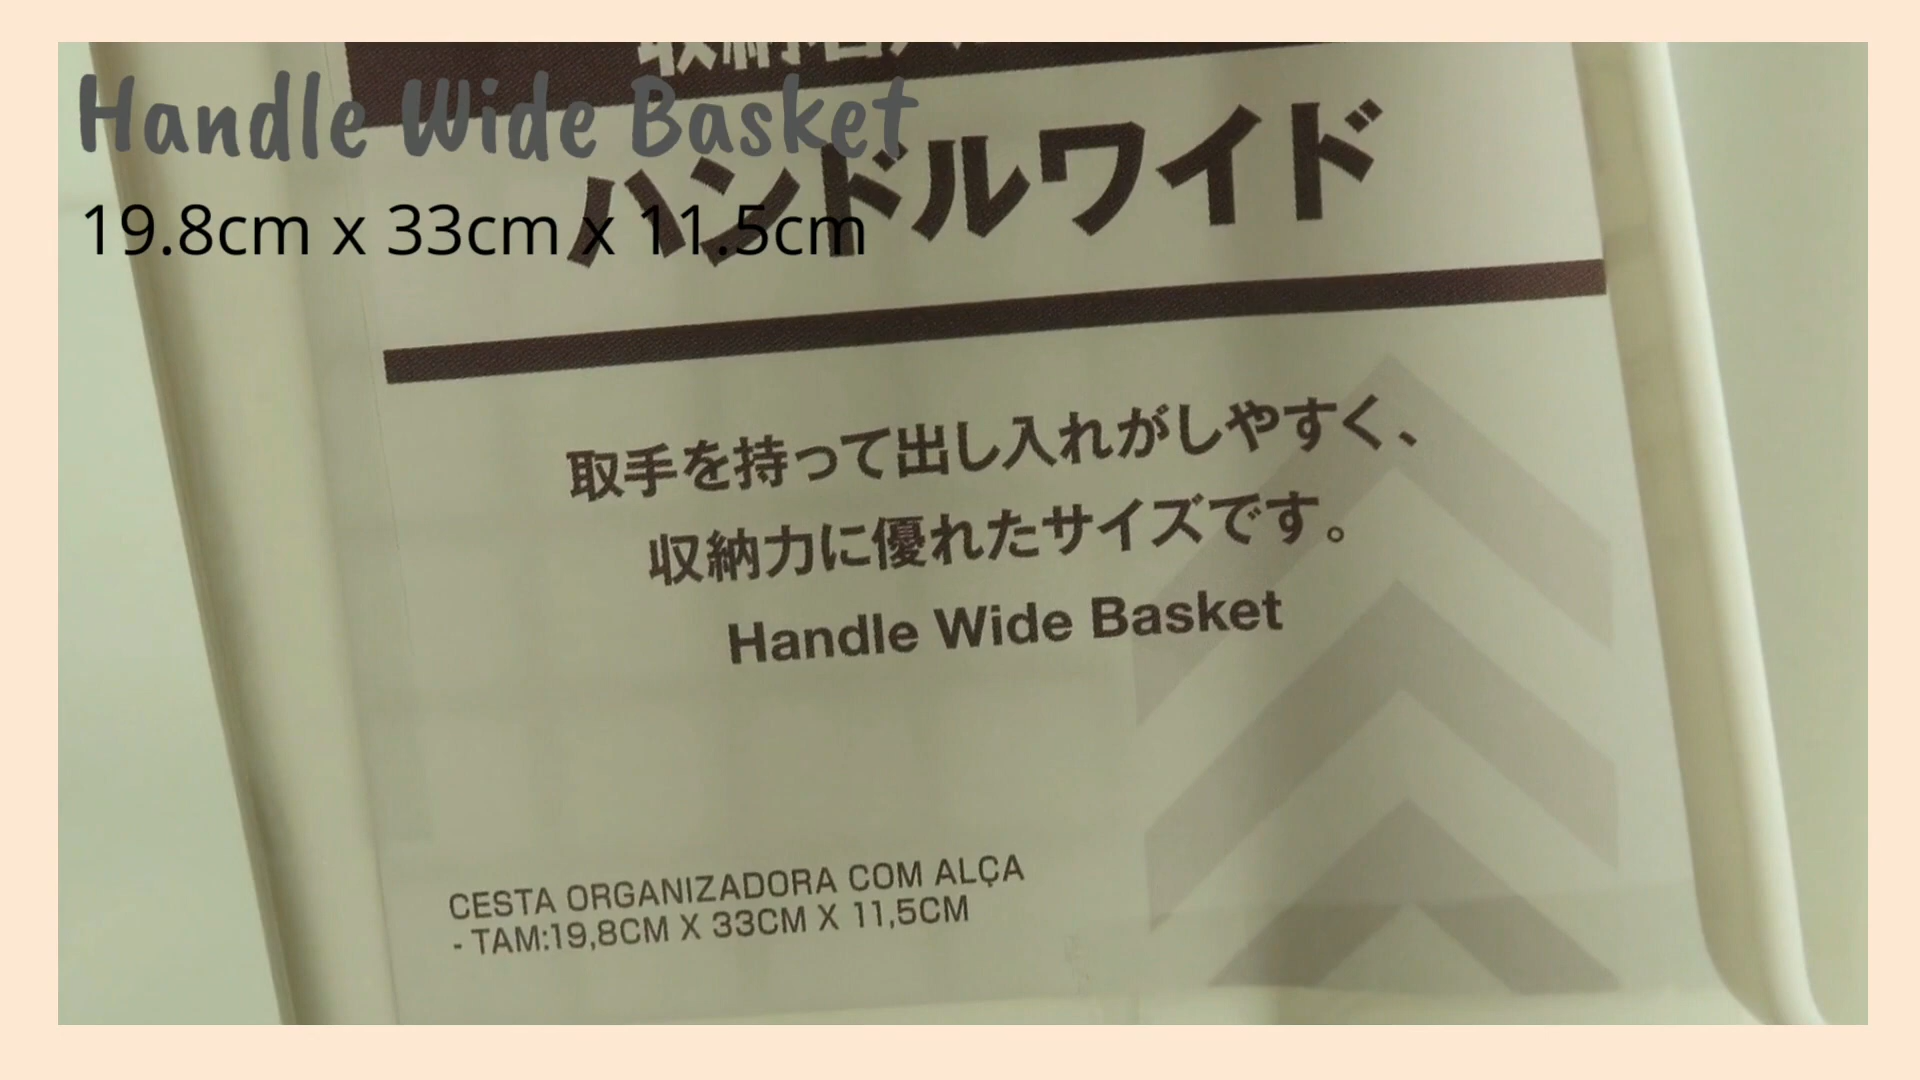 Handle Wide Basket
19.8cm x 33cm x 11.5cm
ハンドルワイド
取手を持って出し入れがしやすく、
収納力に優れたサイズです。
Handle Wide Basket
CESTA ORGANIZADORA COM ALÇA
- TAM:19,8CM X 33CM X 11,5CM